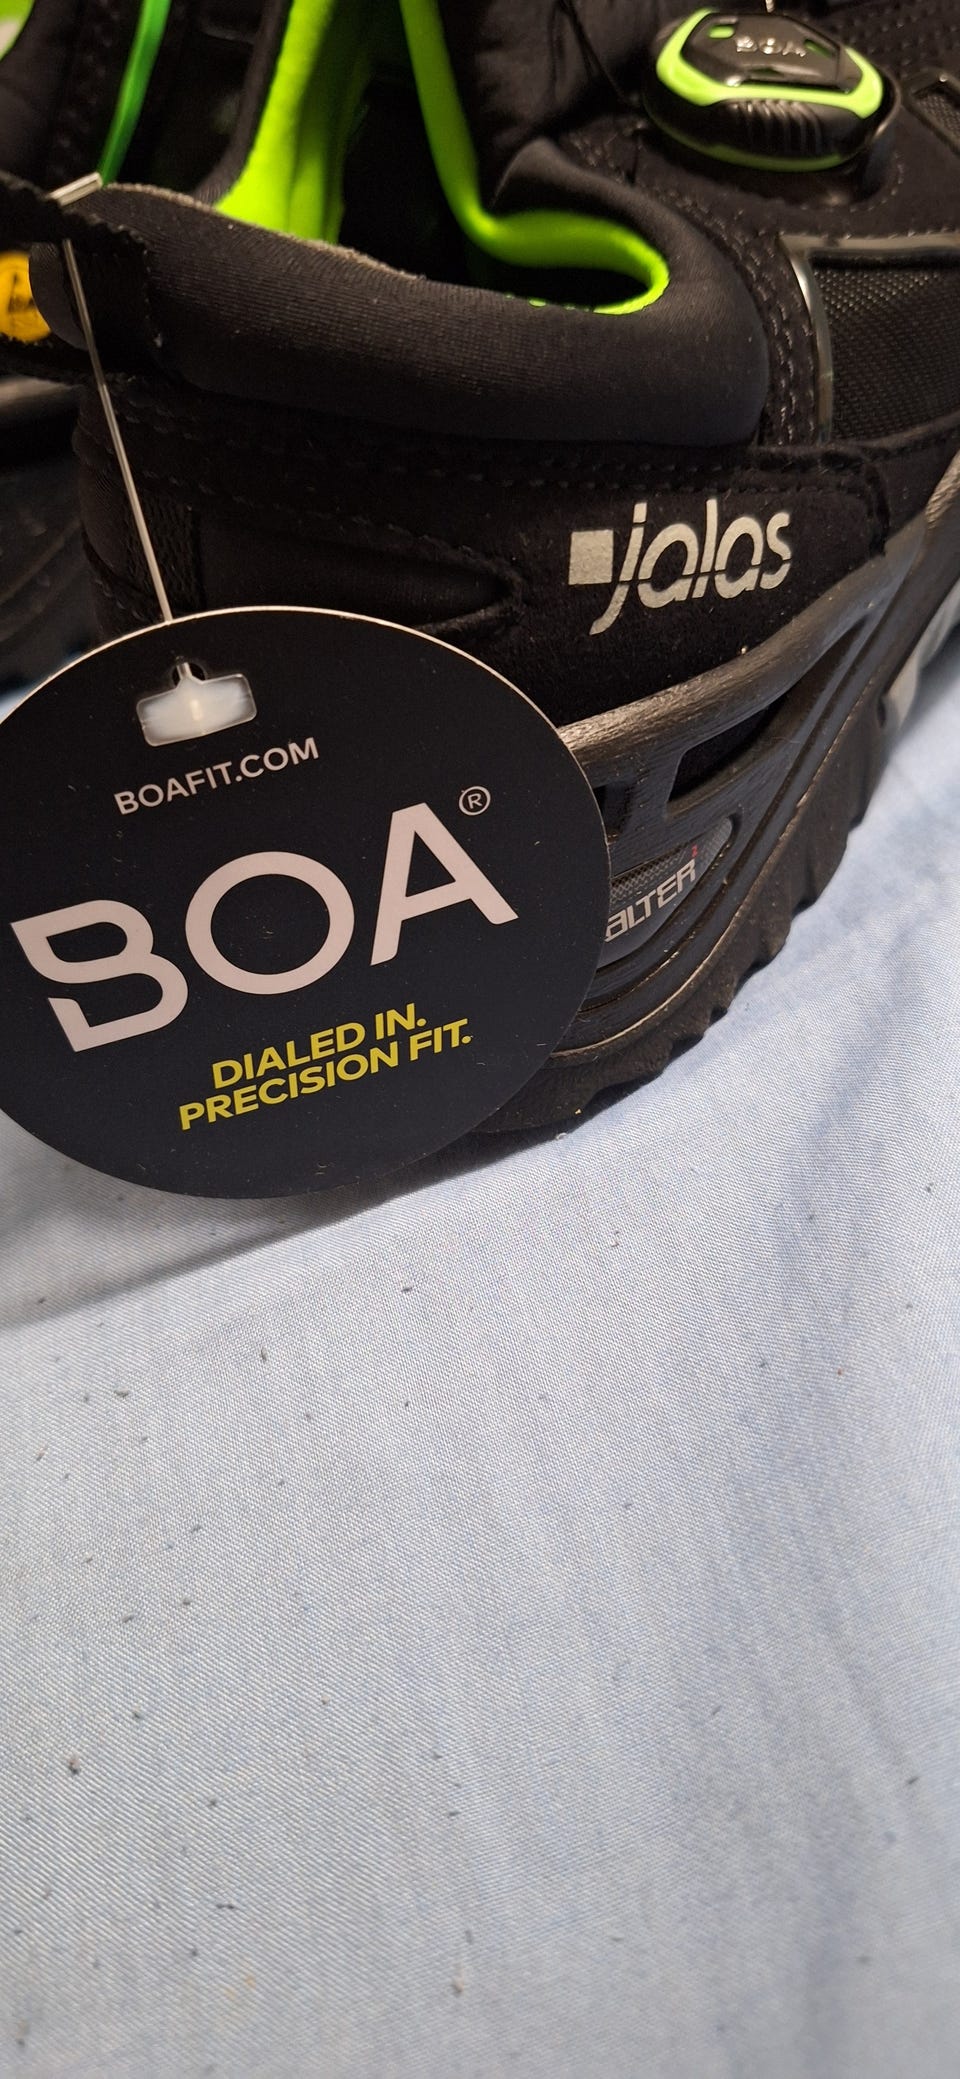 BOA
jalas
BOAFIT.COM
BOA®
DIALED IN.
PRECISION FIT.